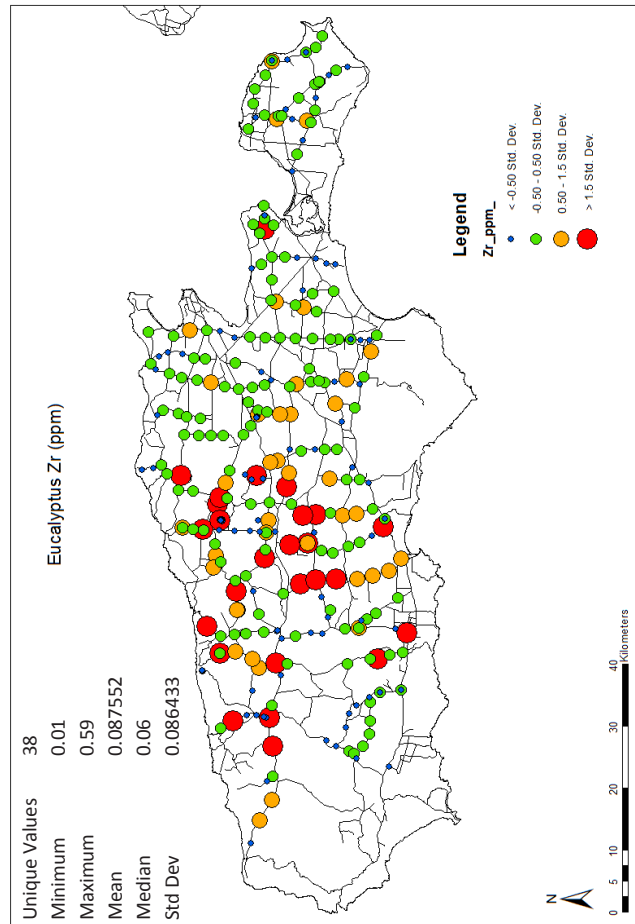 Eucalyptus Zr (ppm)
Unique Values 38
Minimum 0.01
Maximum 0.59
Mean 0.087552
Median 0.06
Std Dev 0.086433
Legend
Zr_ppm_
< -0.50 Std. Dev.
-0.50 - 0.50 Std. Dev.
0.50 - 1.5 Std. Dev.
> 1.5 Std. Dev.
N
0 5 10 20 30 40
Kilometers